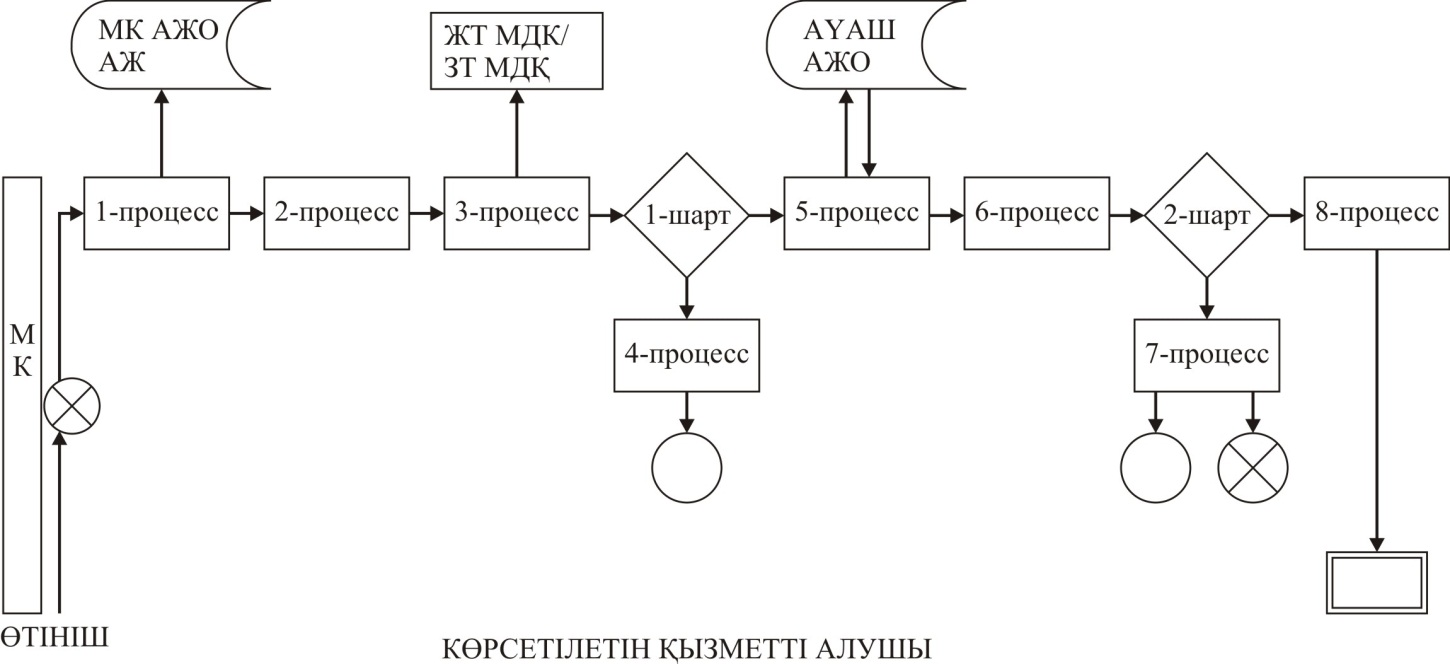 МК АЖО
АЖ
ЖТ МДК/
ЗТ МДҚ
АҮАШ
АЖО
1-процесс
2-процесс
3-процесс
1-шарт
5-процесс
6-процесс
2-шарт
8-процесс
М
К
4-процесс
7-процесс
ӨТІНІШ
КӨРСЕТІЛЕТІН ҚЫЗМЕТТІ АЛУШЫ